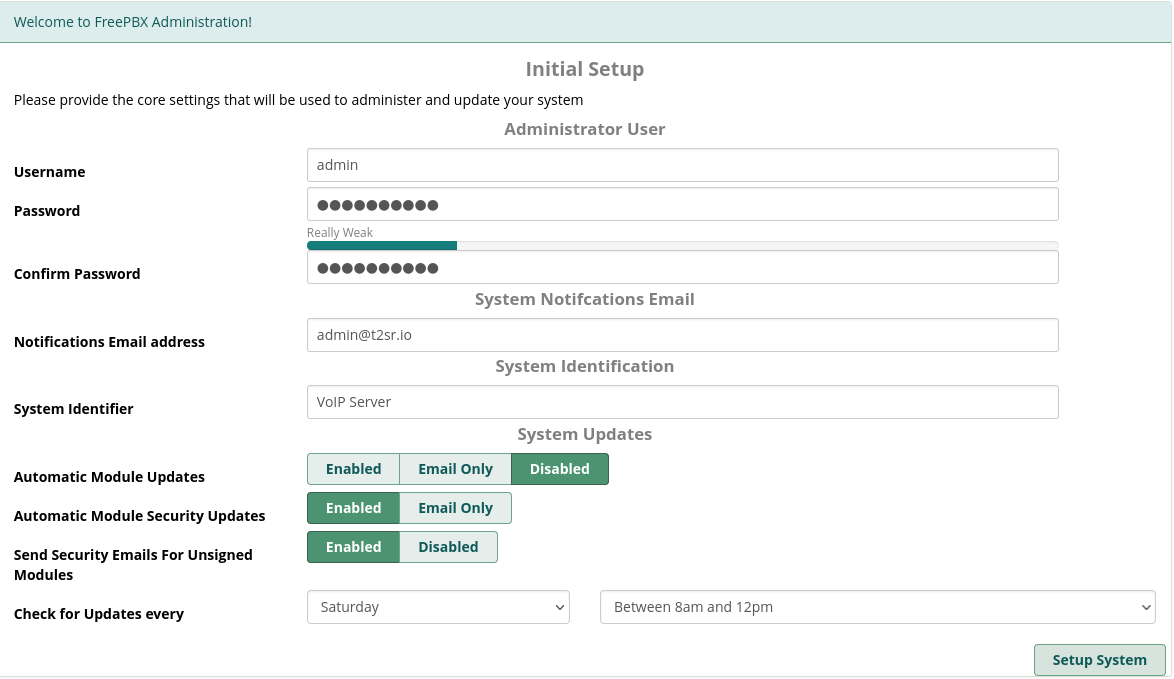 Welcome to FreePBX Administration!
Initial Setup
Please provide the core settings that will be used to administer and update your system
Administrator User
Username admin
Password ●●●●●●●●●●
Really Weak
Confirm Password ●●●●●●●●●●
System Notifcations Email
Notifications Email address admin@t2sr.io
System Identification
System Identifier VoIP Server
System Updates
Automatic Module Updates Enabled Email Only Disabled
Automatic Module Security Updates Enabled Email Only
Send Security Emails For Unsigned Enabled Disabled
Modules
Check for Updates every Saturday Between 8am and 12pm
Setup System